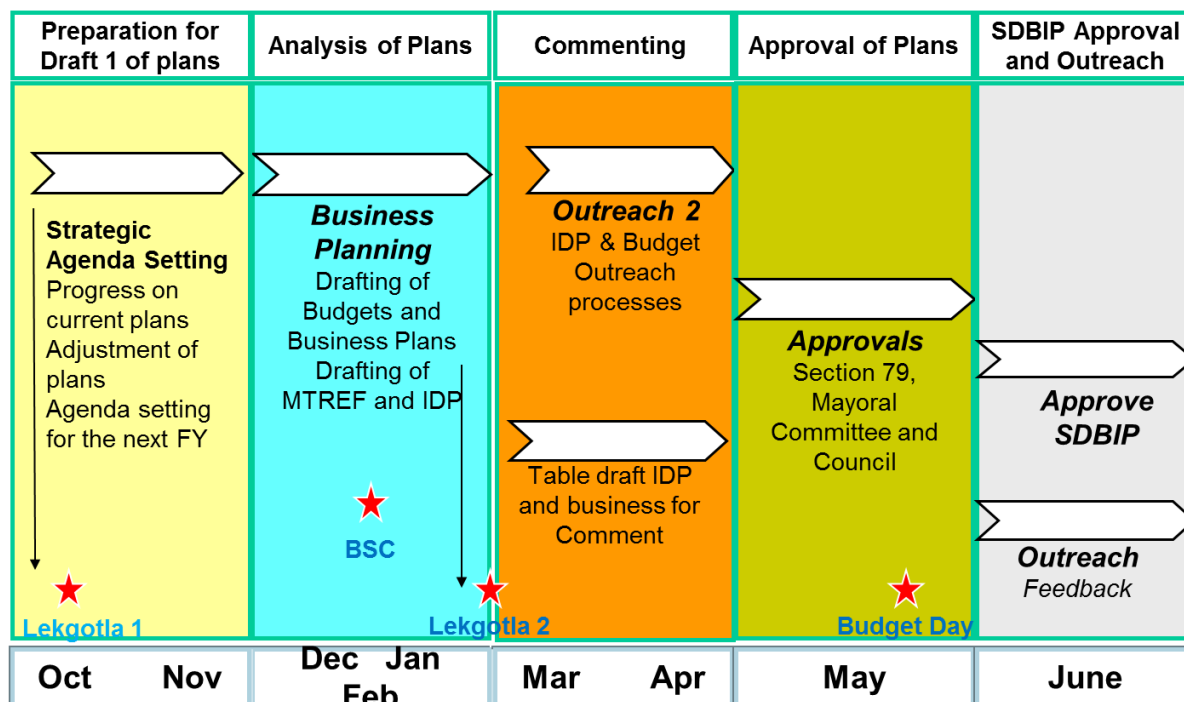 Preparation for
Draft 1 of plans
Analysis of Plans
Commenting
Approval of Plans
SDBIP Approval
and Outreach
Strategic
Agenda Setting
Progress on
current plans
Adjustment of
plans
Agenda setting
for the next FY
Lekgotla 1
Business
Planning
Drafting of
Budgets and
Business Plans
Drafting of
MTREF and IDP
BSC
Lekgotla 2
Outreach 2
IDP & Budget
Outreach
processes
Table draft IDP
and business for
Comment
Approvals
Section 79,
Mayoral
Committee and
Council
Budget Day
Approve
SDBIP
Outreach
Feedback
Oct Nov
Dec Jan
Feb
Mar Apr
May
June